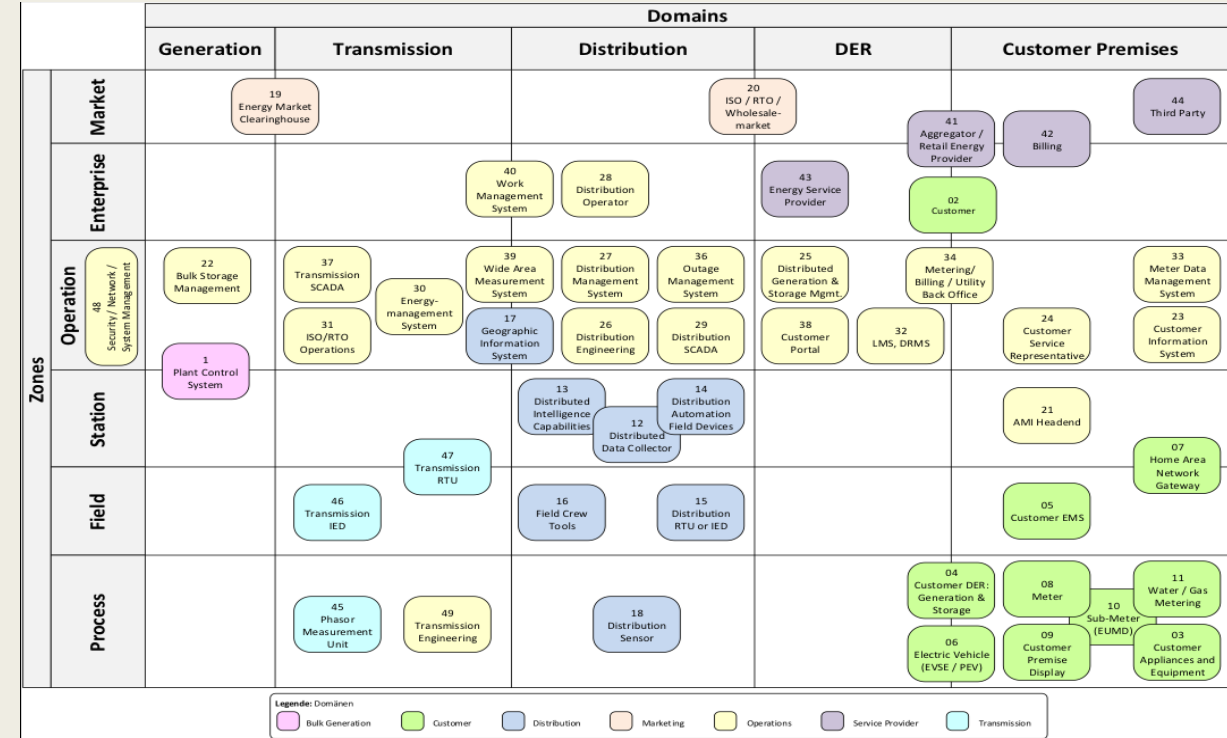 Domains
Generation
Transmission
Distribution
DER
Customer Premises
Zones
Market
19
Energy Market
Clearinghouse
20
ISO / RTO /
Wholesale-
market
41
Aggregator /
Retail Energy
Provider
42
Billing
44
Third Party
Enterprise
40
Work
Management
System
28
Distribution
Operator
43
Energy Service
Provider
02
Customer
Operation
48
Security / Network /
System Management
22
Bulk Storage
Management
37
Transmission
SCADA
30
Energy-
management
System
39
Wide Area
Measurement
System
27
Distribution
Management
System
36
Outage
Management
System
25
Distributed
Generation &
Storage Mgmt.
34
Metering/
Billing / Utility
Back Office
33
Meter Data
Management
System
31
ISO/RTO
Operations
17
Geographic
Information
System
26
Distribution
Engineering
29
Distribution
SCADA
38
Customer
Portal
32
LMS, DRMS
24
Customer
Service
Representative
23
Customer
Information
System
1
Plant Control
System
Station
13
Distributed
Intelligence
Capabilities
12
Distributed
Data Collector
14
Distribution
Automation
Field Devices
21
AMI Headend
47
Transmission
RTU
07
Home Area
Network
Gateway
Field
46
Transmission
IED
16
Field Crew
Tools
15
Distribution
RTU or IED
05
Customer EMS
Process
45
Phasor
Measurement
Unit
49
Transmission
Engineering
18
Distribution
Sensor
04
Customer DER:
Generation &
Storage
08
Meter
10
Sub-Meter
(EUMD)
11
Water / Gas
Metering
06
Electric Vehicle
(EVSE / PEV)
09
Customer
Premise
Display
03
Customer
Appliances and
Equipment
Legende: Domänen
Bulk Generation
Customer
Distribution
Marketing
Operations
Service Provider
Transmission